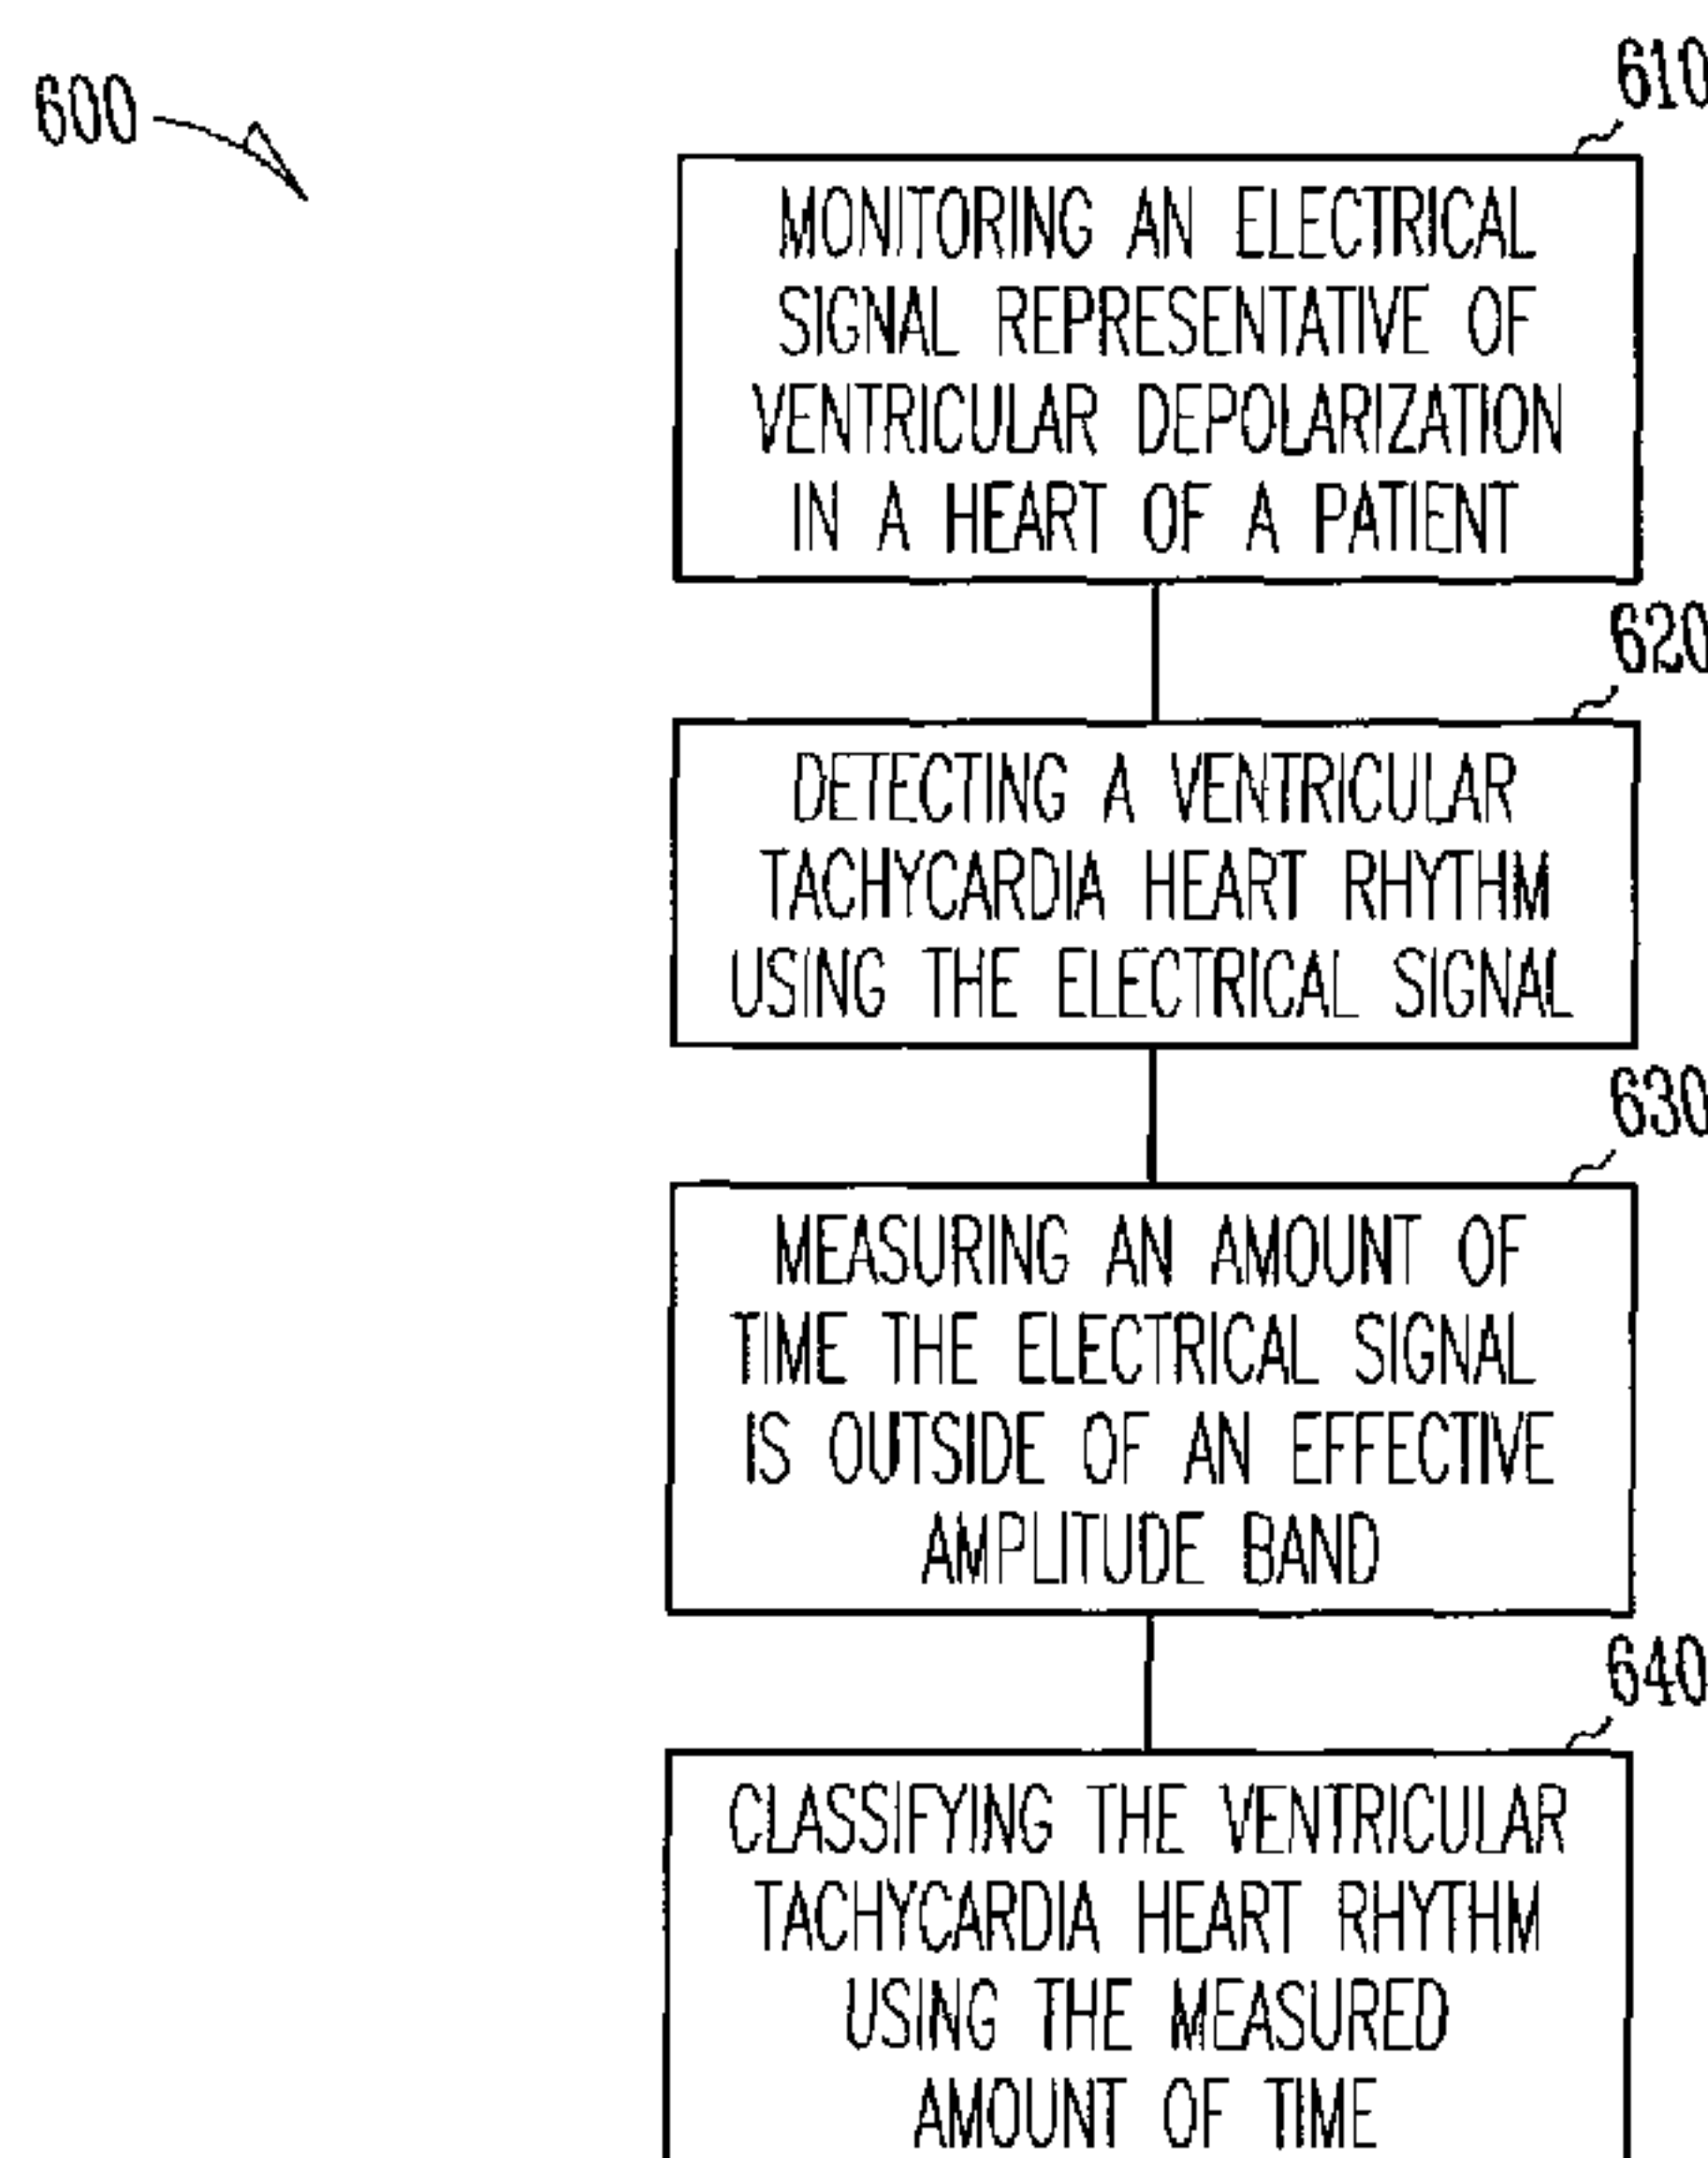 600
610
MONITORING AN ELECTRICAL
SIGNAL REPRESENTATIVE OF
VENTRICULAR DEPOLARIZATION
IN A HEART OF A PATIENT
620
DETECTING A VENTRICULAR
TACHYCARDIA HEART RHYTHM
USING THE ELECTRICAL SIGNAL
630
MEASURING AN AMOUNT OF
TIME THE ELECTRICAL SIGNAL
IS OUTSIDE OF AN EFFECTIVE
AMPLITUDE BAND
640
CLASSIFYING THE VENTRICULAR
TACHYCARDIA HEART RHYTHM
USING THE MEASURED
AMOUNT OF TIME